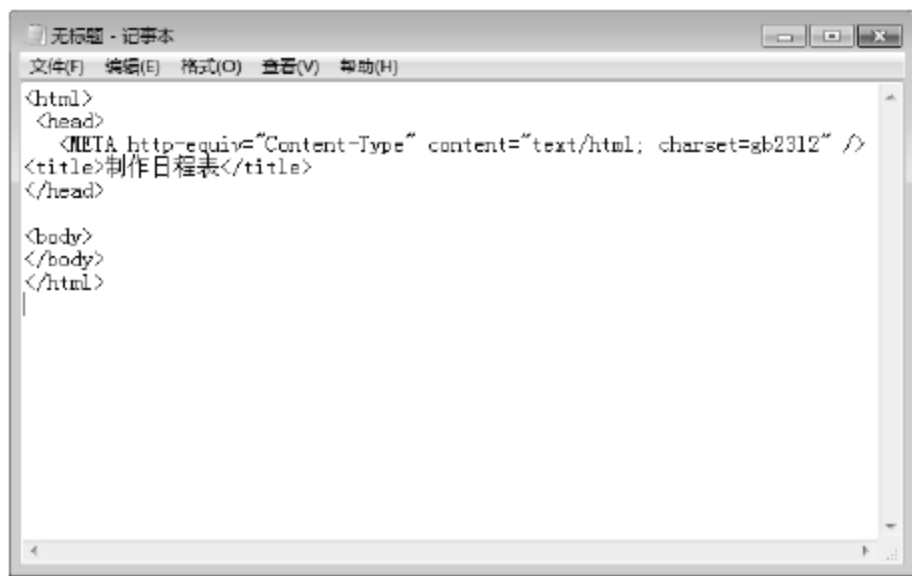 无标题 - 记事本
文件(F) 编辑(E) 格式(O) 查看(V) 帮助(H)
<html>
<head>
<META http-equiv="Content-Type" content="text/html; charset=gb2312" />
<title>制作日程表</title>
</head>
<body>
</body>
</html>